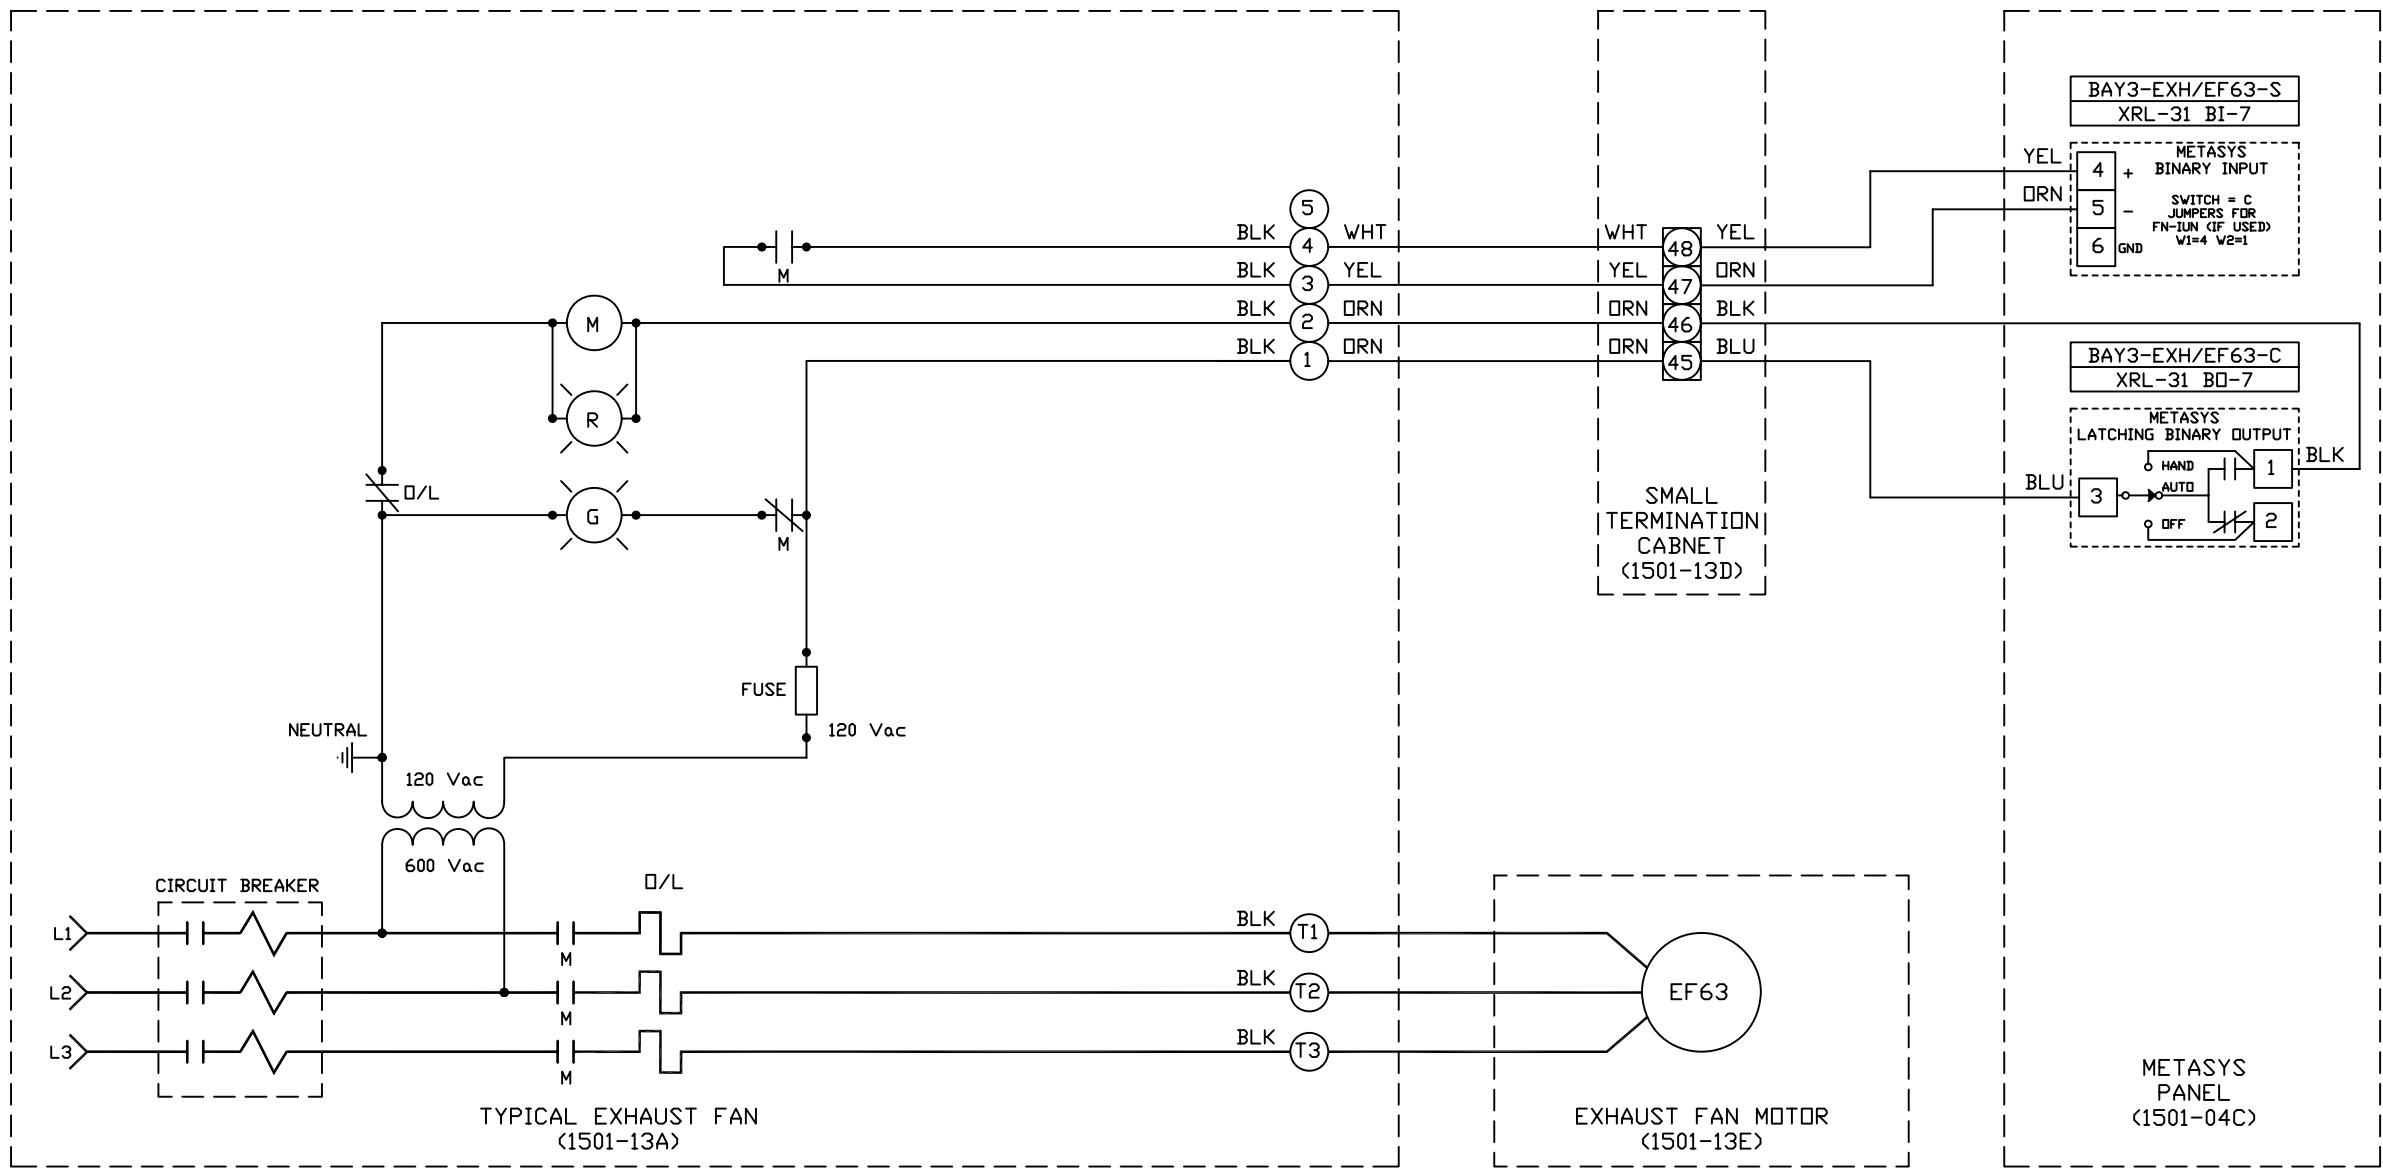 BAY3-EXH/EF63-S
XRL-31 BI-7
METASYS
BINARY INPUT
SWITCH = C
JUMPERS FOR
FN-IUN (IF USED)
W1=4 W2=1
YEL
4
+
ORN
5
-
6
GND
5
BLK
4
WHT
WHT
48
YEL
M
BLK
3
YEL
YEL
47
ORN
M
BLK
2
ORN
ORN
46
BLK
BLK
1
ORN
ORN
45
BLU
BAY3-EXH/EF63-C
XRL-31 BO-7
METASYS
LATCHING BINARY OUTPUT
R
HAND
1
BLK
BLU
3
AUTO
OFF
2
O/L
G
M
SMALL
TERMINATION
CABNET
(1501-13D)
FUSE
NEUTRAL
120 Vac
120 Vac
600 Vac
CIRCUIT BREAKER
O/L
L1
M
BLK
T1
L2
M
BLK
T2
EF63
L3
M
BLK
T3
TYPICAL EXHAUST FAN
(1501-13A)
EXHAUST FAN MOTOR
(1501-13E)
METASYS
PANEL
(1501-04C)